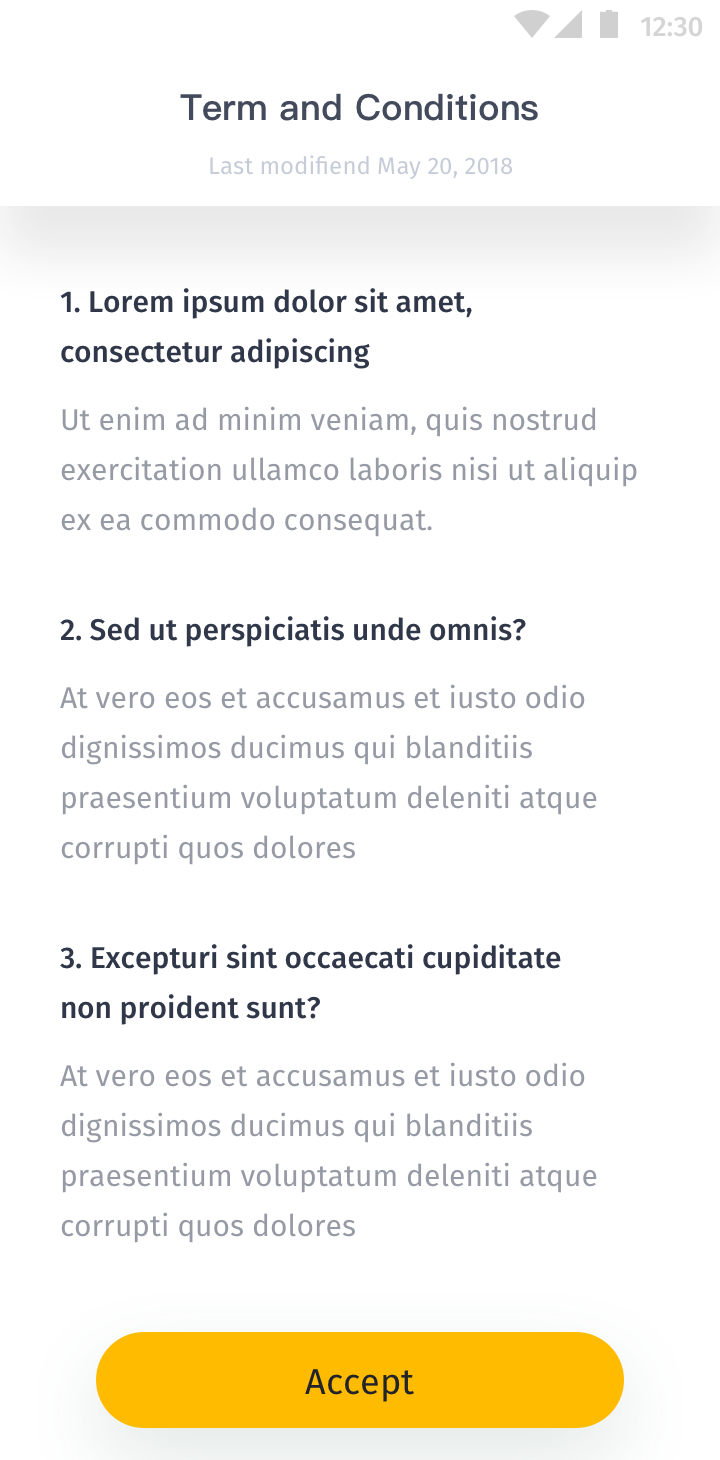 12:30
Term and Conditions
Last modifiend May 20, 2018
1. Lorem ipsum dolor sit amet,
consectetur adipiscing
Ut enim ad minim veniam, quis nostrud
exercitation ullamco laboris nisi ut aliquip
ex ea commodo consequat.
2. Sed ut perspiciatis unde omnis?
At vero eos et accusamus et iusto odio
dignissimos ducimus qui blanditiis
praesentium voluptatum deleniti atque
corrupti quos dolores
3. Excepturi sint occaecati cupiditate
non proident sunt?
At vero eos et accusamus et iusto odio
dignissimos ducimus qui blanditiis
praesentium voluptatum deleniti atque
corrupti quos dolores
Accept